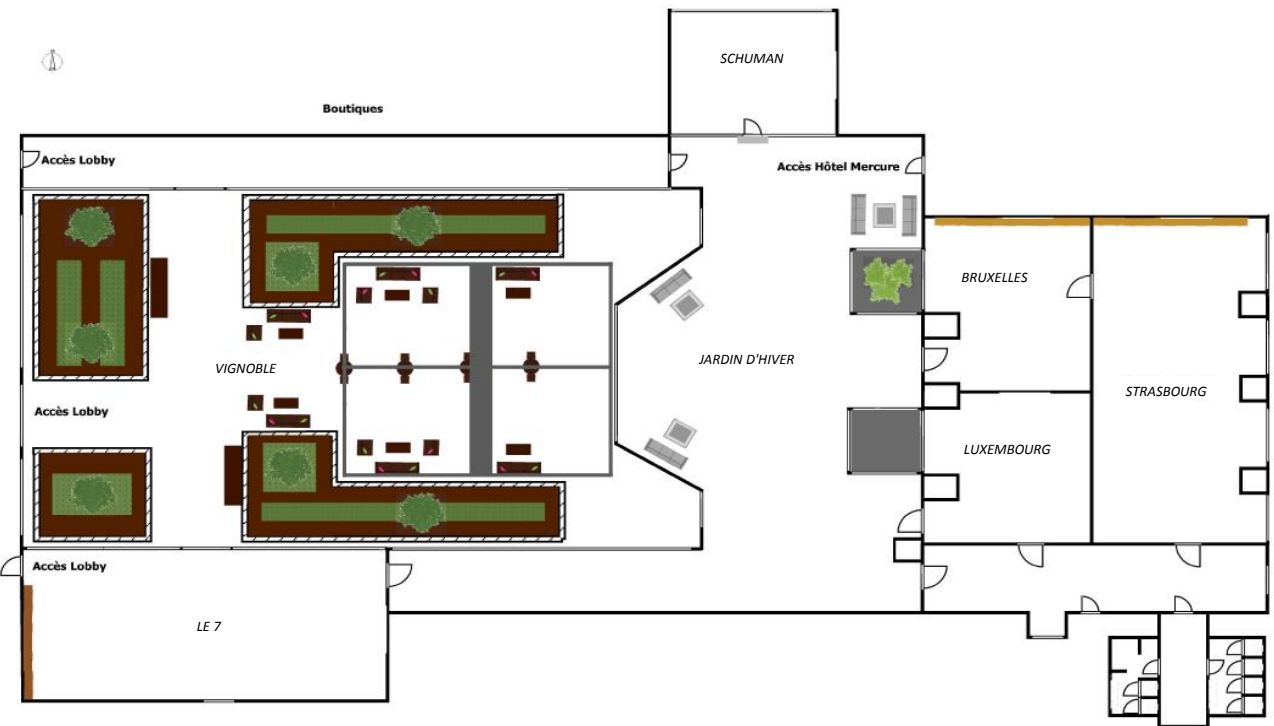 SCHUMAN
Boutiques
Accès Lobby
Accès Hôtel Mercure
BRUXELLES
VIGNOBLE
JARDIN D'HIVER
STRASBOURG
Accès Lobby
LUXEMBOURG
Accès Lobby
LE 7